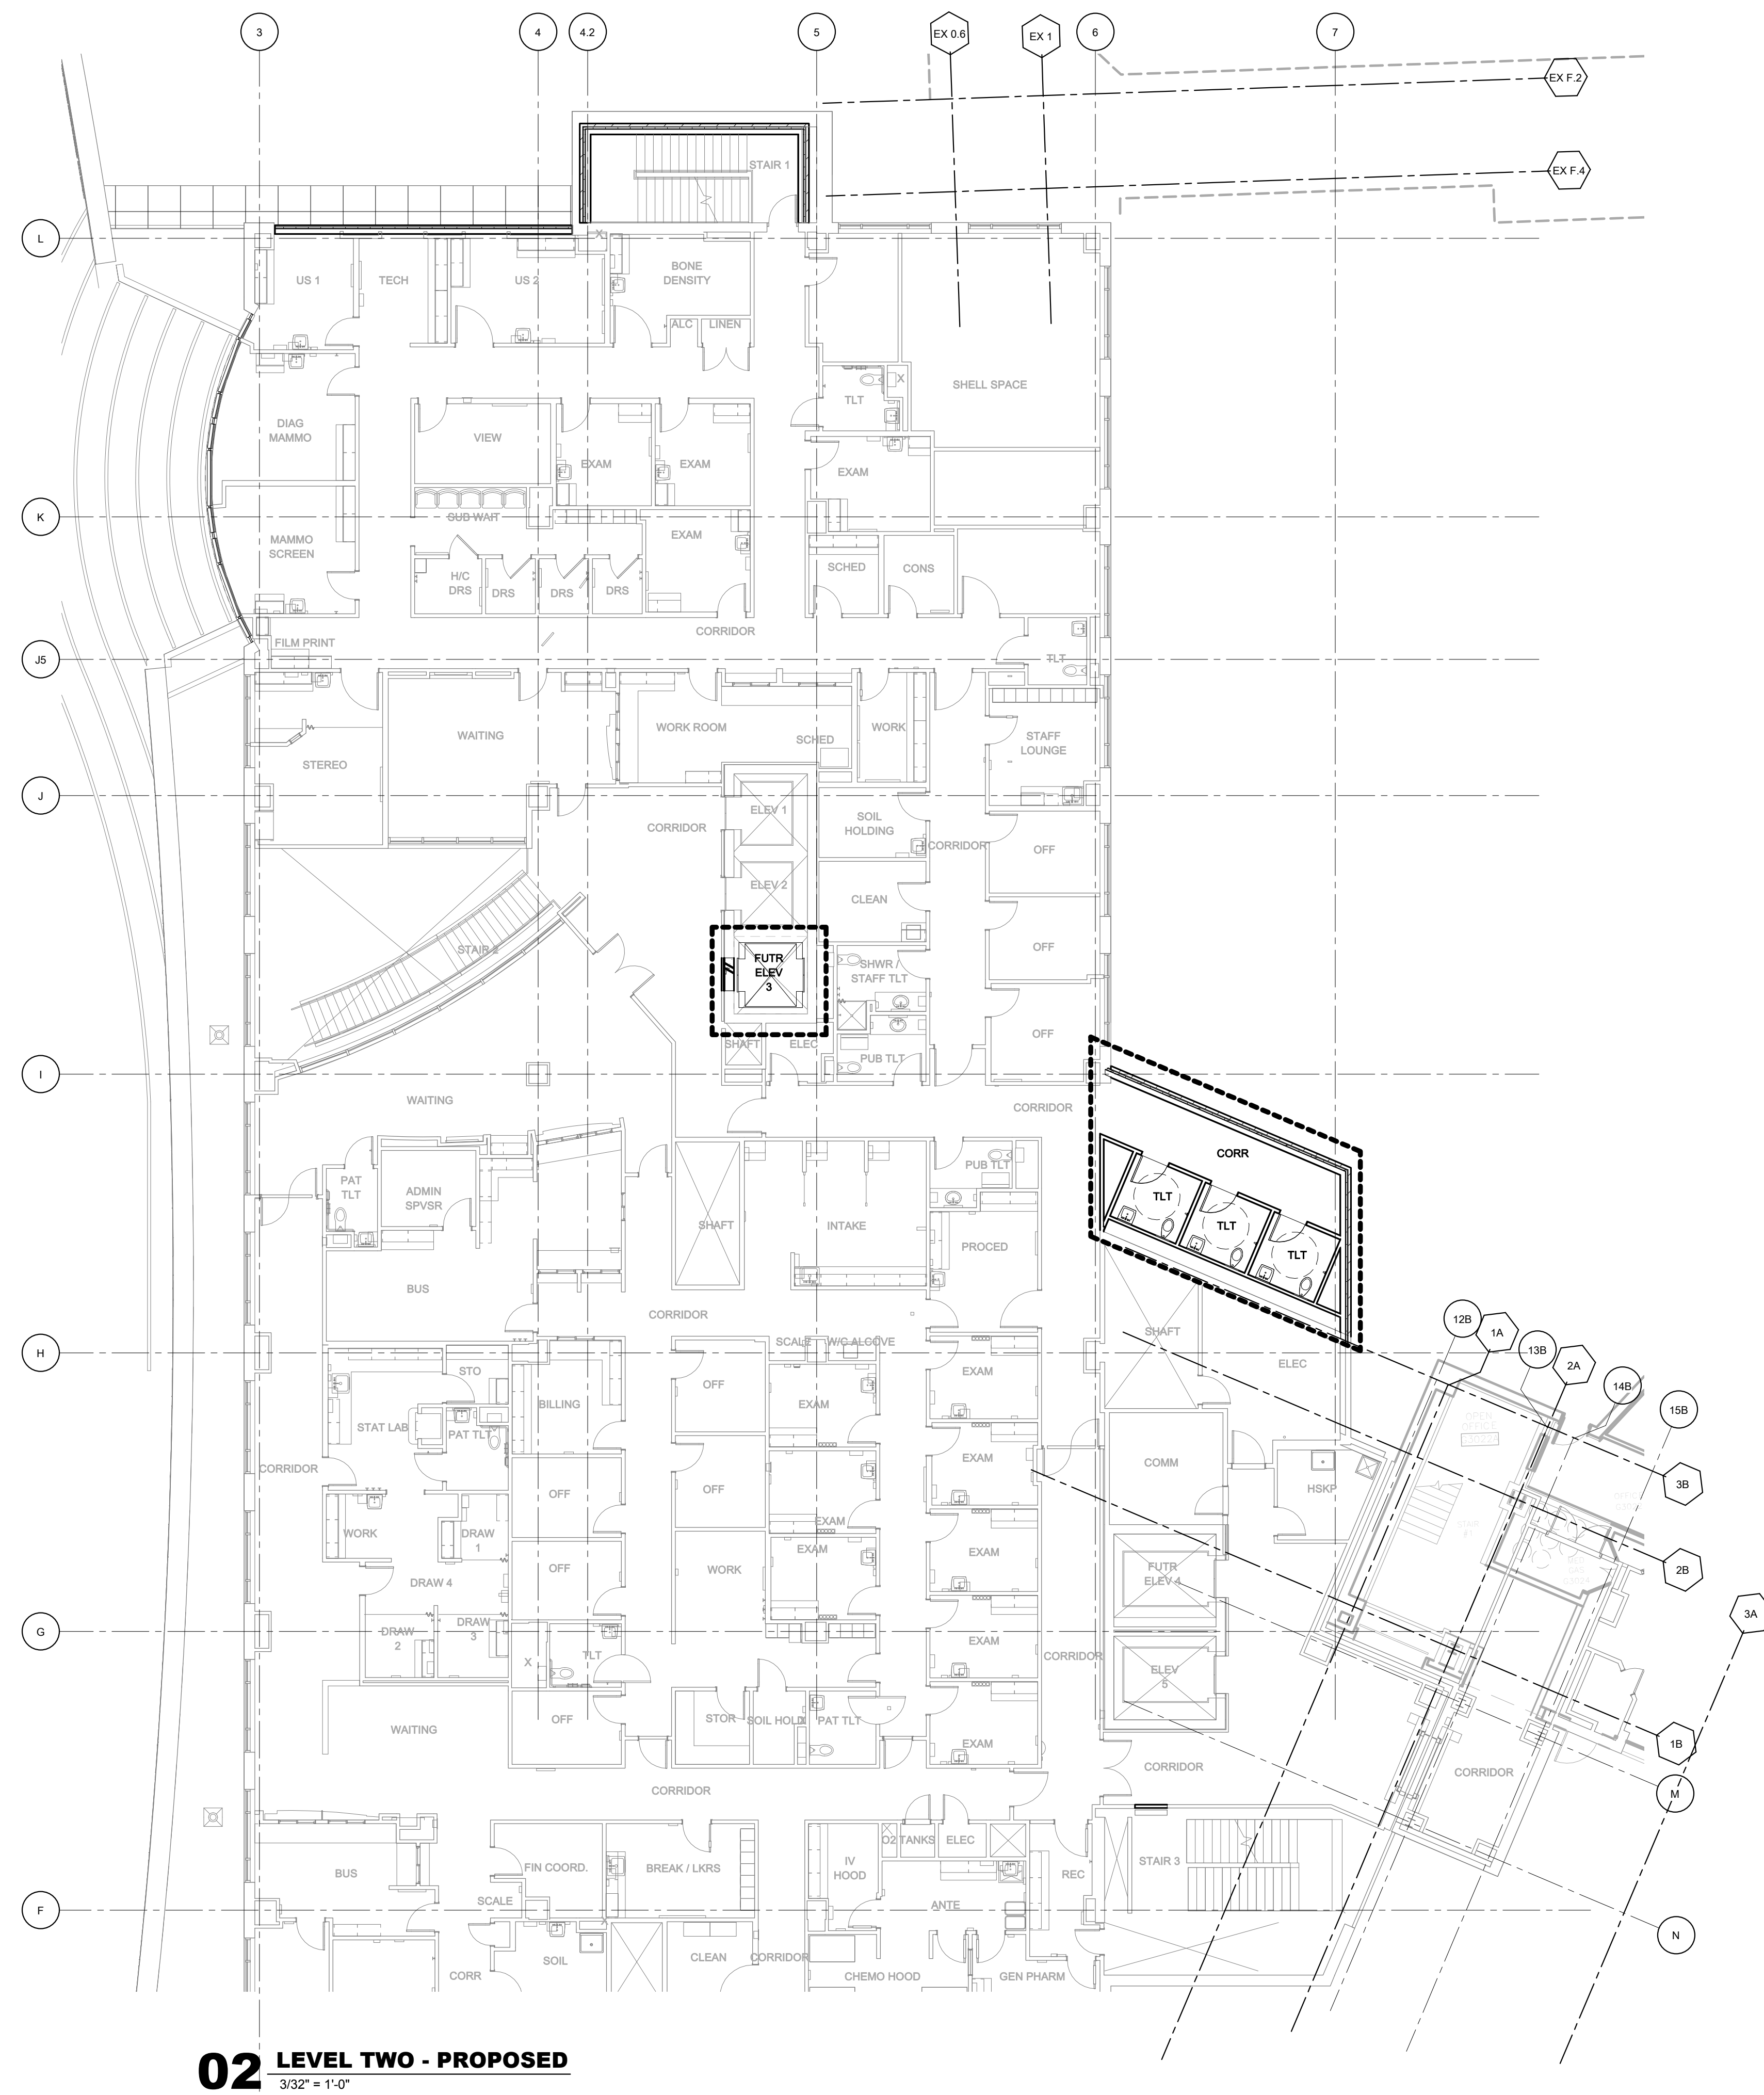 3
4
4.2
5
EX 0.6
EX 1
6
7
EX F.2
EX F.4
STAIR 1
L
US 1
TECH
US 2
BONE
DENSITY
ALC
LINEN
SHELL SPACE
TLT
X
X
DIAG
MAMMO
VIEW
EXAM
EXAM
EXAM
K
SUB WAIT
MAMMO
SCREEN
EXAM
H/C
DRS
DRS
DRS
DRS
SCHED
CONS
CORRIDOR
FILM PRINT
J5
TLT
WAITING
WORK ROOM
SCHED
WORK
STAFF
LOUNGE
STEREO
J
CORRIDOR
ELEV 1
SOIL
HOLDING
CORRIDOR
OFF
ELEV 2
CLEAN
STAIR 2
FUTR
ELEV
3
SHWR /
STAFF TLT
OFF
SHAFT
ELEC
PUB TLT
OFF
I
WAITING
CORRIDOR
PAT
TLT
ADMIN
SPVSR
SHAFT
INTAKE
PUB TLT
PROCED
CORR
TLT
TLT
TLT
BUS
CORRIDOR
SCALE
W/C ALCOVE
SHAFT
ELEC
12B
1A
13B
2A
14B
15B
H
STO
OFF
EXAM
EXAM
BILLING
STAT LAB
PAT TLT
OPEN
OFFICE
CORRIDOR
OFF
OFF
EXAM
EXAM
COMM
HSKP
3B
STAIR
#1
WORK
DRAW
1
EXAM
EXAM
DRAW 4
OFF
WORK
FUTR
ELEV 4
2B
3A
G
DRAW
2
DRAW
3
X
TLT
EXAM
CORRIDOR
ELEV
5
WAITING
OFF
STOR
SOIL HOLD
X
PAT TLT
EXAM
1B
CORRIDOR
CORRIDOR
CORRIDOR
M
BUS
FIN COORD.
BREAK / LKRS
IV
HOOD
O2 TANKS
ELEC
REC
STAIR 3
F
SCALE
X
ANTE
N
CORR
SOIL
CLEAN
CORRIDOR
CHEMO HOOD
GEN PHARM
02
LEVEL TWO - PROPOSED
3/32" = 1'-0"